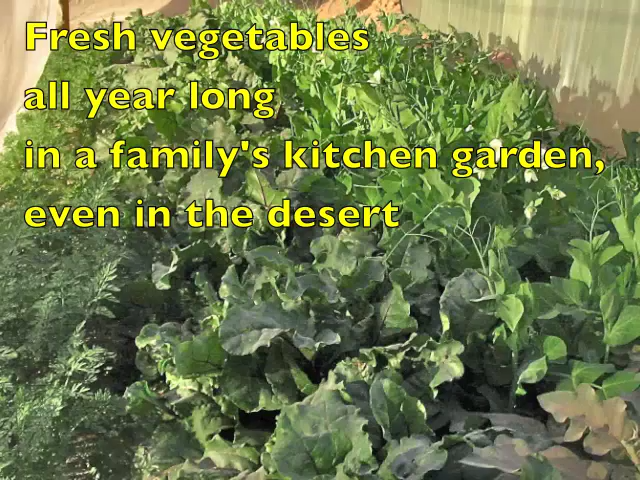 Fresh vegetables
all year long
in a family's kitchen garden,
even in the desert